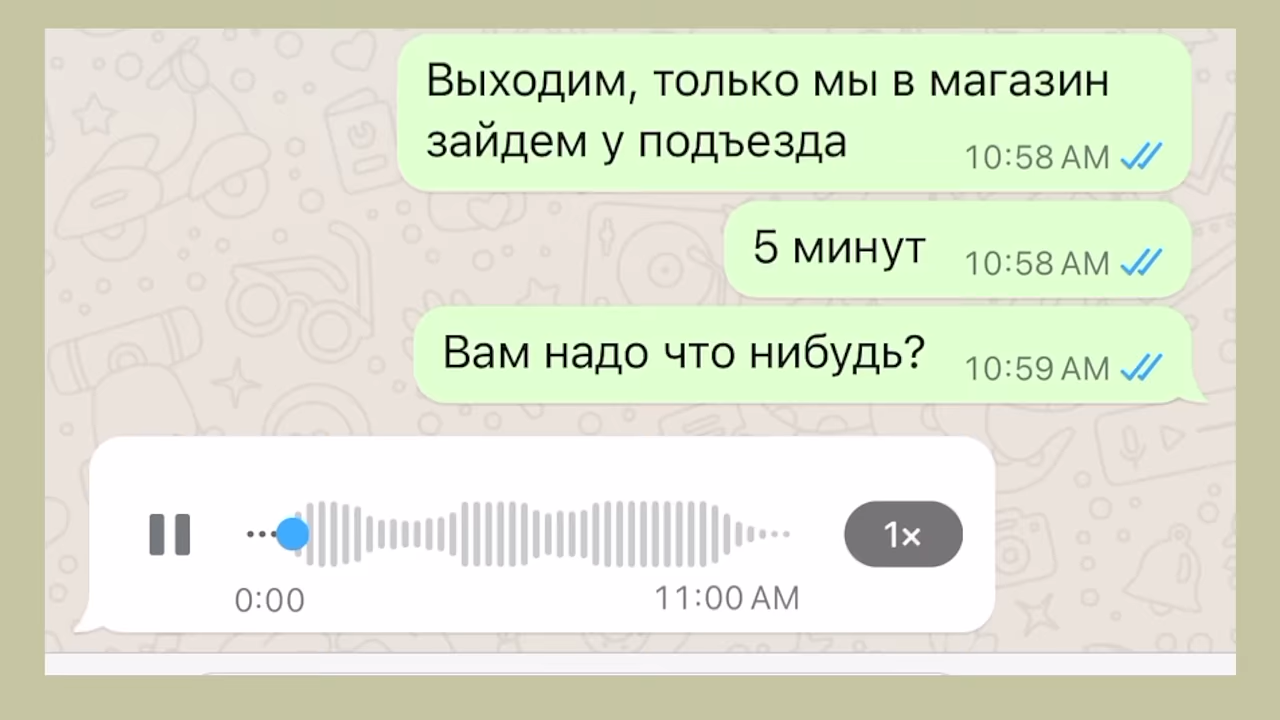 Выходим, только мы в магазин
зайдем у подъезда
10:58 AM
5 минут
10:58 AM
Вам надо что нибудь?
10:59 AM
1x
0:00
11:00 AM